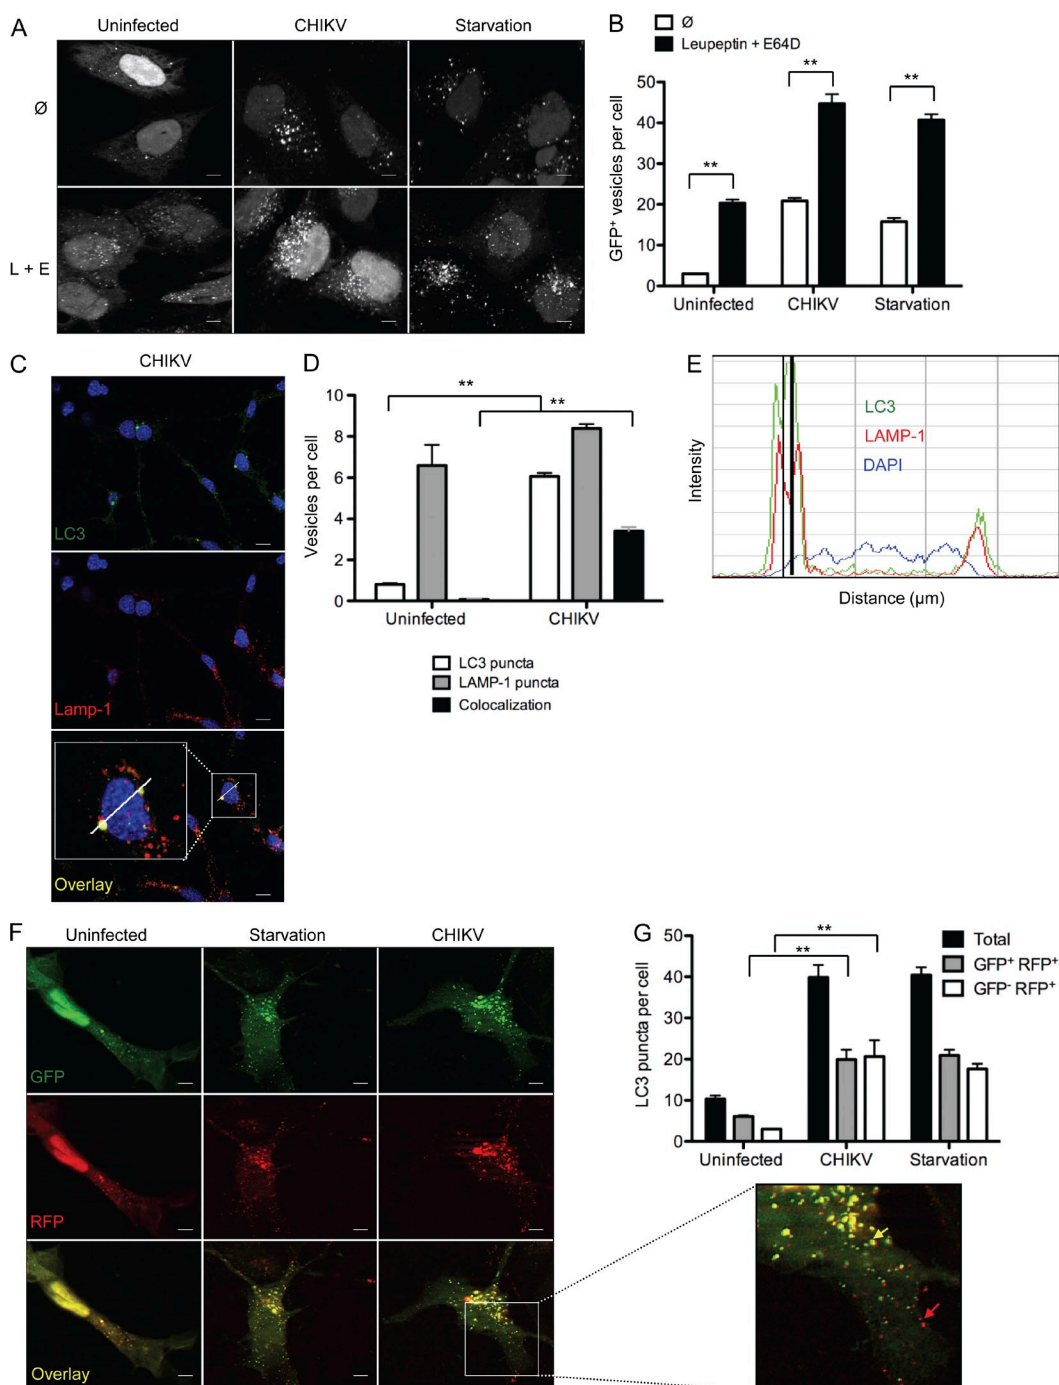 A
Uninfected
CHIKV
Starvation
Ø
L + E
B
Ø
Leupeptin + E64D
**
**
**
GFP⁺ vesicles per cell
50
40
30
20
10
0
Uninfected
CHIKV
Starvation
C
CHIKV
LC3
Lamp-1
Overlay
D
**
**
Vesicles per cell
10
8
6
4
2
0
Uninfected
CHIKV
LC3 puncta
LAMP-1 puncta
Colocalization
E
LC3
LAMP-1
DAPI
Intensity
Distance (µm)
F
Uninfected
Starvation
CHIKV
GFP
RFP
Overlay
G
**
**
Total
GFP⁺ RFP⁺
GFP⁻ RFP⁺
LC3 puncta per cell
50
40
30
20
10
0
Uninfected
CHIKV
Starvation